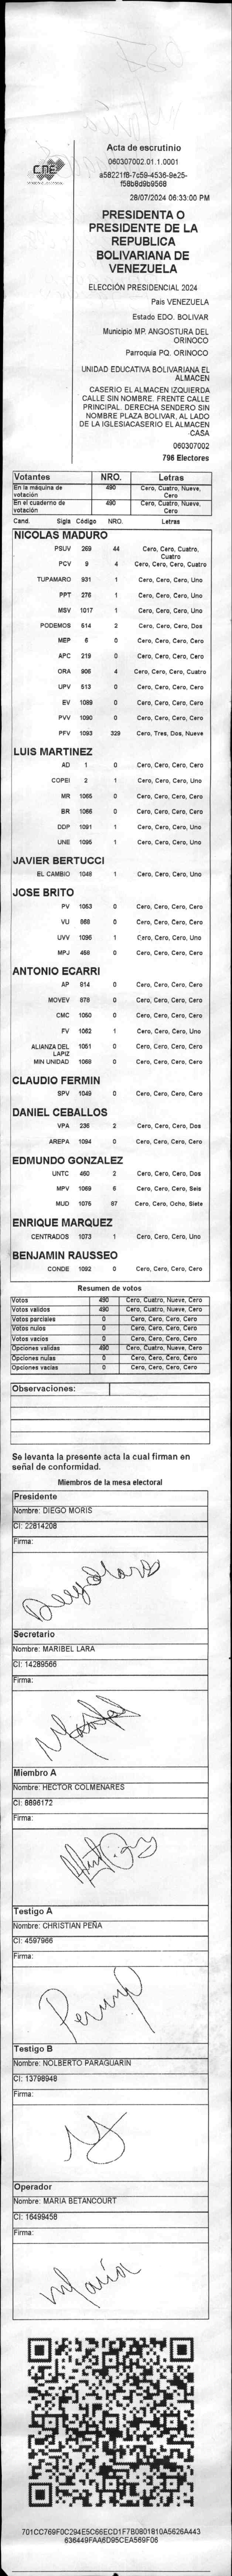 CNE
Acta de escrutinio
060307002.01.1.0001
a58221f8-7c59-4536-9e25-
f58b8d9b9568
28/07/2024 06:33:00 PM
PRESIDENTA O
PRESIDENTE DE LA
REPUBLICA
BOLIVARIANA DE
VENEZUELA
ELECCIÓN PRESIDENCIAL 2024
Pais VENEZUELA
Estado EDO. BOLIVAR
Municipio MP. ANGOSTURA DEL
ORINOCO
Parroquia PQ. ORINOCO
UNIDAD EDUCATIVA BOLIVARIANA EL
ALMACEN
CASERIO EL ALMACEN IZQUIERDA
CALLE SIN NOMBRE. FRENTE CALLE
PRINCIPAL. DERECHA SENDERO SIN
NOMBRE PLAZA BOLIVAR, AL LADO
DE LA IGLESIACASERIO EL ALMACEN
CASA
060307002
796 Electores
Votantes NRO. Letras
En la máquina de votación 490 Cero, Cuatro, Nueve, Cero
En el cuaderno de votación 490 Cero, Cuatro, Nueve, Cero
Cand. Sigla Código NRO. Letras
NICOLAS MADURO
PSUV 269 44 Cero, Cero, Cuatro, Cuatro
PCV 9 4 Cero, Cero, Cero, Cuatro
TUPAMARO 931 1 Cero, Cero, Cero, Uno
PPT 276 1 Cero, Cero, Cero, Uno
MSV 1017 1 Cero, Cero, Cero, Uno
PODEMOS 514 2 Cero, Cero, Cero, Dos
MEP 6 0 Cero, Cero, Cero, Cero
APC 219 0 Cero, Cero, Cero, Cero
ORA 906 4 Cero, Cero, Cero, Cuatro
UPV 513 0 Cero, Cero, Cero, Cero
EV 1089 0 Cero, Cero, Cero, Cero
PVV 1090 0 Cero, Cero, Cero, Cero
PFV 1093 329 Cero, Tres, Dos, Nueve
LUIS MARTINEZ
AD 1 0 Cero, Cero, Cero, Cero
COPEI 2 1 Cero, Cero, Cero, Uno
MR 1065 0 Cero, Cero, Cero, Cero
BR 1066 0 Cero, Cero, Cero, Cero
DDP 1091 1 Cero, Cero, Cero, Uno
UNE 1095 1 Cero, Cero, Cero, Uno
JAVIER BERTUCCI
EL CAMBIO 1048 1 Cero, Cero, Cero, Uno
JOSE BRITO
PV 1053 0 Cero, Cero, Cero, Cero
VU 868 0 Cero, Cero, Cero, Cero
UVV 1096 1 Cero, Cero, Cero, Uno
MPJ 458 0 Cero, Cero, Cero, Cero
ANTONIO ECARRI
AP 814 0 Cero, Cero, Cero, Cero
MOVEV 878 0 Cero, Cero, Cero, Cero
CMC 1050 0 Cero, Cero, Cero, Cero
FV 1062 1 Cero, Cero, Cero, Uno
ALIANZA DEL LAPIZ 1051 0 Cero, Cero, Cero, Cero
MIN UNIDAD 1068 0 Cero, Cero, Cero, Cero
CLAUDIO FERMIN
SPV 1049 0 Cero, Cero, Cero, Cero
DANIEL CEBALLOS
VPA 236 2 Cero, Cero, Cero, Dos
AREPA 1094 0 Cero, Cero, Cero, Cero
EDMUNDO GONZALEZ
UNTC 460 2 Cero, Cero, Cero, Dos
MPV 1069 6 Cero, Cero, Cero, Seis
MUD 1076 87 Cero, Cero, Ocho, Siete
ENRIQUE MARQUEZ
CENTRADOS 1073 1 Cero, Cero, Cero, Uno
BENJAMIN RAUSSEO
CONDE 1092 0 Cero, Cero, Cero, Cero
Resumen de votos
Votos 490 Cero, Cuatro, Nueve, Cero
Votos validos 490 Cero, Cuatro, Nueve, Cero
Votos parciales 0 Cero, Cero, Cero, Cero
Votos nulos 0 Cero, Cero, Cero, Cero
Votos vacios 0 Cero, Cero, Cero, Cero
Opciones validas 490 Cero, Cuatro, Nueve, Cero
Opciones nulas 0 Cero, Cero, Cero, Cero
Opciones vacias 0 Cero, Cero, Cero, Cero
Observaciones:
Se levanta la presente acta la cual firman en
señal de conformidad.
Miembros de la mesa electoral
Presidente
Nombre: DIEGO MORIS
CI: 22814208
Firma:
Secretario
Nombre: MARIBEL LARA
CI: 14289566
Firma:
Miembro A
Nombre: HECTOR COLMENARES
CI: 8896172
Firma:
Testigo A
Nombre: CHRISTIAN PEÑA
CI: 4597966
Firma:
Testigo B
Nombre: NOLBERTO PARAGUARIN
CI: 13798948
Firma:
Operador
Nombre: MARIA BETANCOURT
CI: 16499458
Firma:
María
701CC769F0C294E5C66ECD1F7B0801810A5626A443
636449FAA6D95CEA569F06